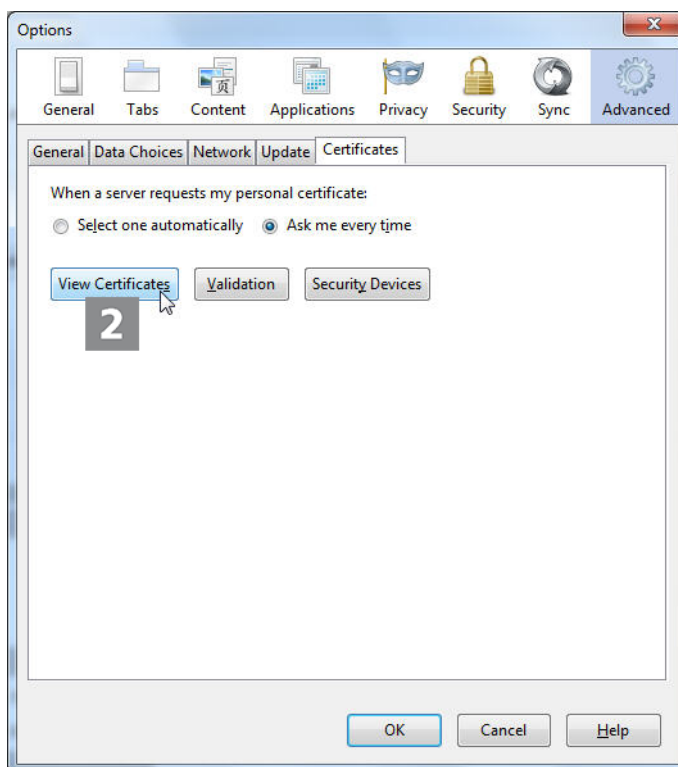 Options
General Tabs Content Applications Privacy Security Sync Advanced
General Data Choices Network Update Certificates
When a server requests my personal certificate:
Select one automatically Ask me every time
View Certificates Validation Security Devices
2
OK Cancel Help